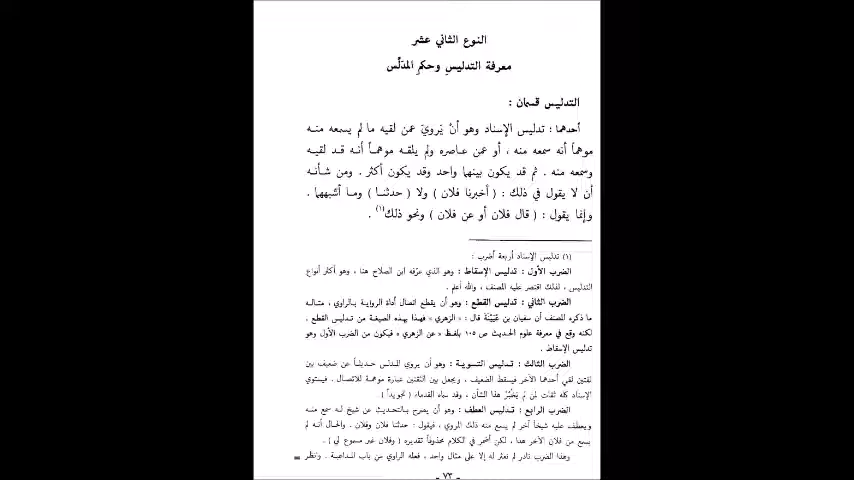 النوع الثاني عشر
معرفة التدليسِ وحكمِ المدَلّس
التدليس قسمان :
أحدهما : تدليس الإسناد وهو أنْ يَرويَ عمن لقيه ما لم يسمعه منه
موهماً أنه سمعه منه ، أو عمن عاصره ولم يلقه موهماً أنه قد لقيه
وسمعه منه . ثم قد يكون بينهما واحد وقد يكون أكثر . ومن شأنه
أن لا يقول في ذلك : ( أخبرنا فلان ) ولا ( حدثنا ) وما أشبهها .
وإنما يقول : ( قال فلان أو عن فلان ) ونحو ذلك(١) .
(١) تدليس الإسناد أربعة أضرب :
الضرب الأول : تدليس الإسقاط : وهو الذي عرّفه ابن الصلاح هنا ، وهو أكثر أنواع
التدليس ، لذلك اقتصر عليه المصنف ، والله أعلم .
الضرب الثاني : تدليس القطع : وهو أن يقطع اتصال أداة الرواية بالراوي ، مثاله
ما ذكره المصنف أن سفيان بن عُيَيْنَة قال : « الزهري » فهذا بهذه الصيغة من تدليس القطع .
لكنه وقع في معرفة علوم الحديث ص ١٠٥ بلفظ « عن الزهري » فيكون من الضرب الأول وهو
تدليس الإسقاط .
الضرب الثالث : تدليس التسوية : وهو أن يروي المدلس حديثاً عن ضعيف بين
ثقتين لقي أحدهما الآخر فيسقط الضعيف ، ويجعل بين الثقتين عبارة موهمة للاتصال . فيستوي
الإسناد كله ثقات لمن لم يَخْبُرْ هذا الشأن ، وقد سماه القدماء ( تجويداً )
الضرب الرابع : تدليس العطف : وهو أن يصرح بالتحديث عن شيخ له سمع منه
ويعطف عليه شيخاً آخر لم يسمع منه ذلك المروي ، فيقول : حدثنا فلان وفلان . والحال أنه لم
يسمع من فلان الآخر هذا ، لكن أضمر في الكلام محذوفاً تقديره ( وفلان غير مسموع لي ) .
وهذا الضرب نادر لم نعثر له إلا على مثال واحد ، فعله الراوي من باب المداعبة . وانظر =
- ٧٣ -